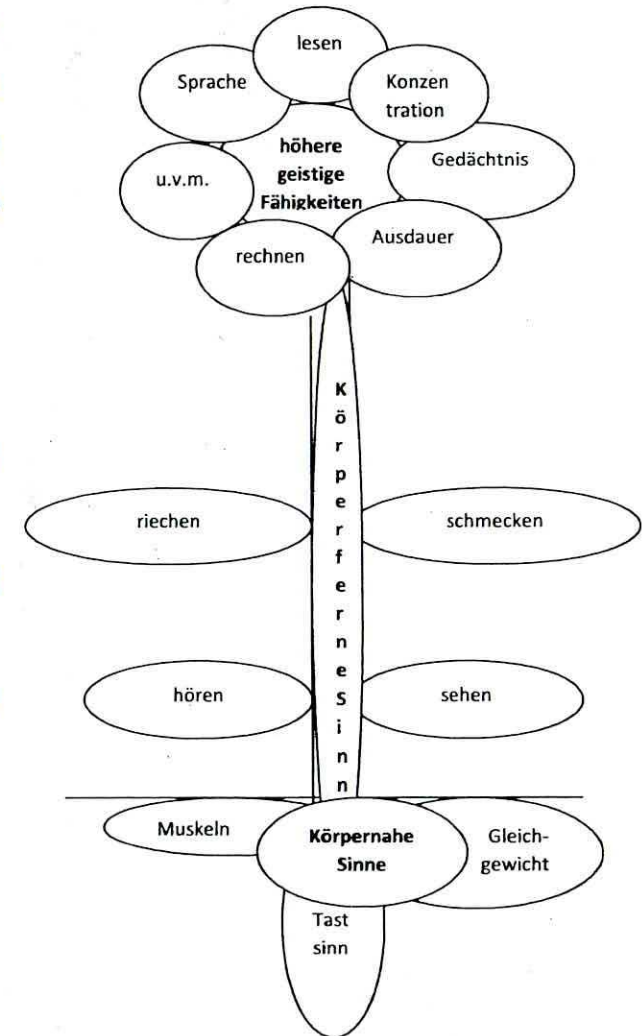 lesen
Sprache
Konzen
tration
höhere
geistige
Fähigkeiten
Gedächtnis
u.v.m.
Ausdauer
rechnen
KörperferneSinn
riechen
schmecken
hören
sehen
Muskeln
Körpernahe
Sinne
Gleich-
gewicht
Tast
sinn